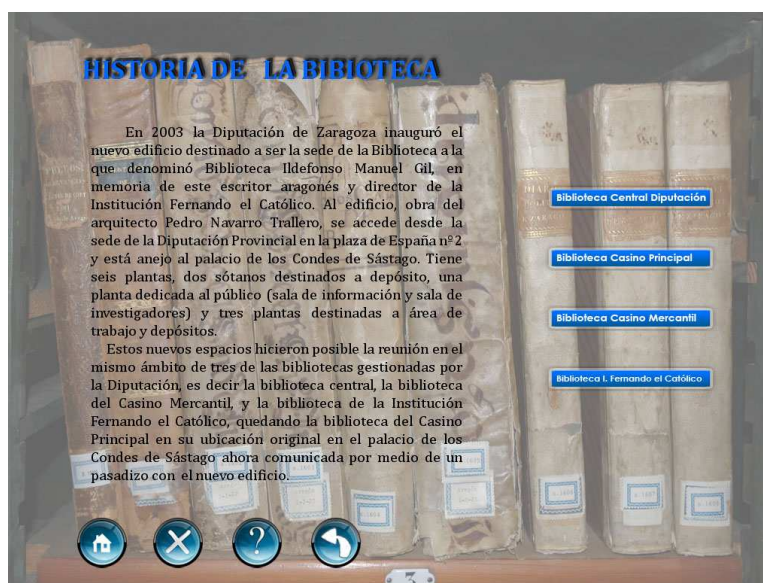 HISTORIA DE LA BIBIOTECA
En 2003 la Diputación de Zaragoza inauguró el
nuevo edificio destinado a ser la sede de la Biblioteca a la
que denominó Biblioteca Ildefonso Manuel Gil, en
memoria de este escritor aragonés y director de la
Institución Fernando el Católico. Al edificio, obra del
arquitecto Pedro Navarro Trallero, se accede desde la
sede de la Diputación Provincial en la plaza de España nº 2
y está anejo al palacio de los Condes de Sástago. Tiene
seis plantas, dos sótanos destinados a depósito, una
planta dedicada al público (sala de información y sala de
investigadores) y tres plantas destinadas a área de
trabajo y depósitos.
Estos nuevos espacios hicieron posible la reunión en el
mismo ámbito de tres de las bibliotecas gestionadas por
la Diputación, es decir la biblioteca central, la biblioteca
del Casino Mercantil, y la biblioteca de la Institución
Fernando el Católico, quedando la biblioteca del Casino
Principal en su ubicación original en el palacio de los
Condes de Sástago ahora comunicada por medio de un
pasadizo con el nuevo edificio.
Biblioteca Central Diputación
Biblioteca Casino Principal
Biblioteca Casino Mercantil
Biblioteca I. Fernando el Católico
?
3